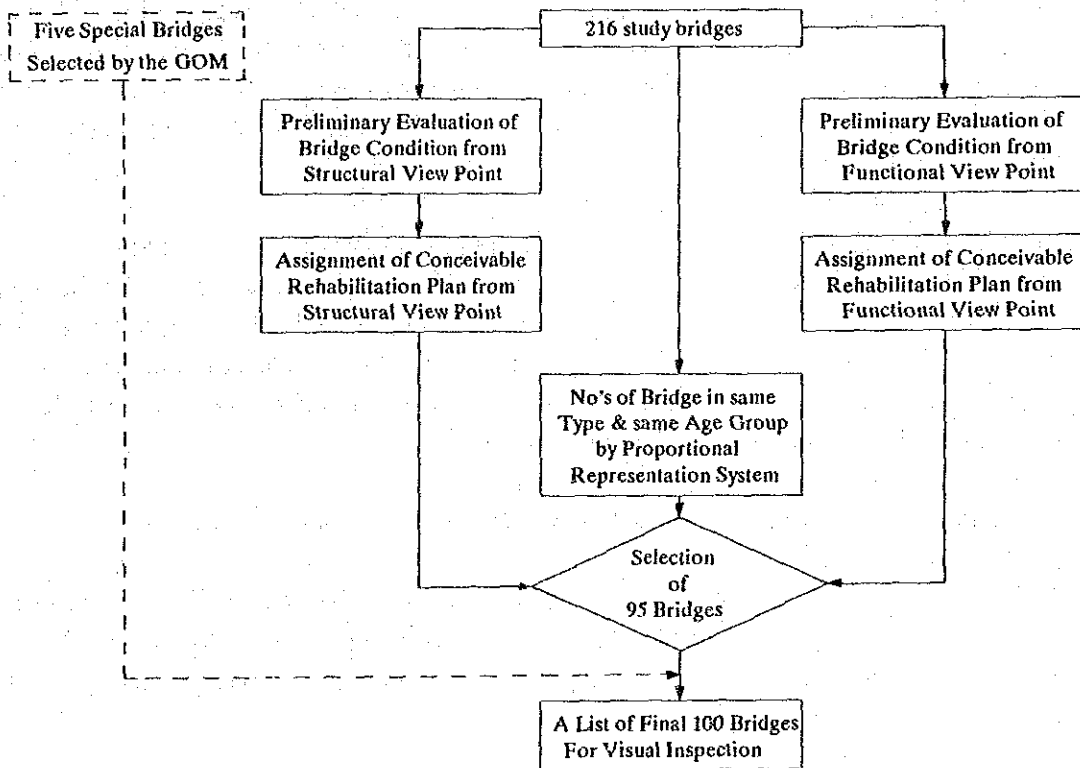 Five Special Bridges
Selected by the GOM
216 study bridges
Preliminary Evaluation of
Bridge Condition from
Structural View Point
Preliminary Evaluation of
Bridge Condition from
Functional View Point
Assignment of Conceivable
Rehabilitation Plan from
Structural View Point
Assignment of Conceivable
Rehabilitation Plan from
Functional View Point
No's of Bridge in same
Type & same Age Group
by Proportional
Representation System
Selection
of
95 Bridges
A List of Final 100 Bridges
For Visual Inspection